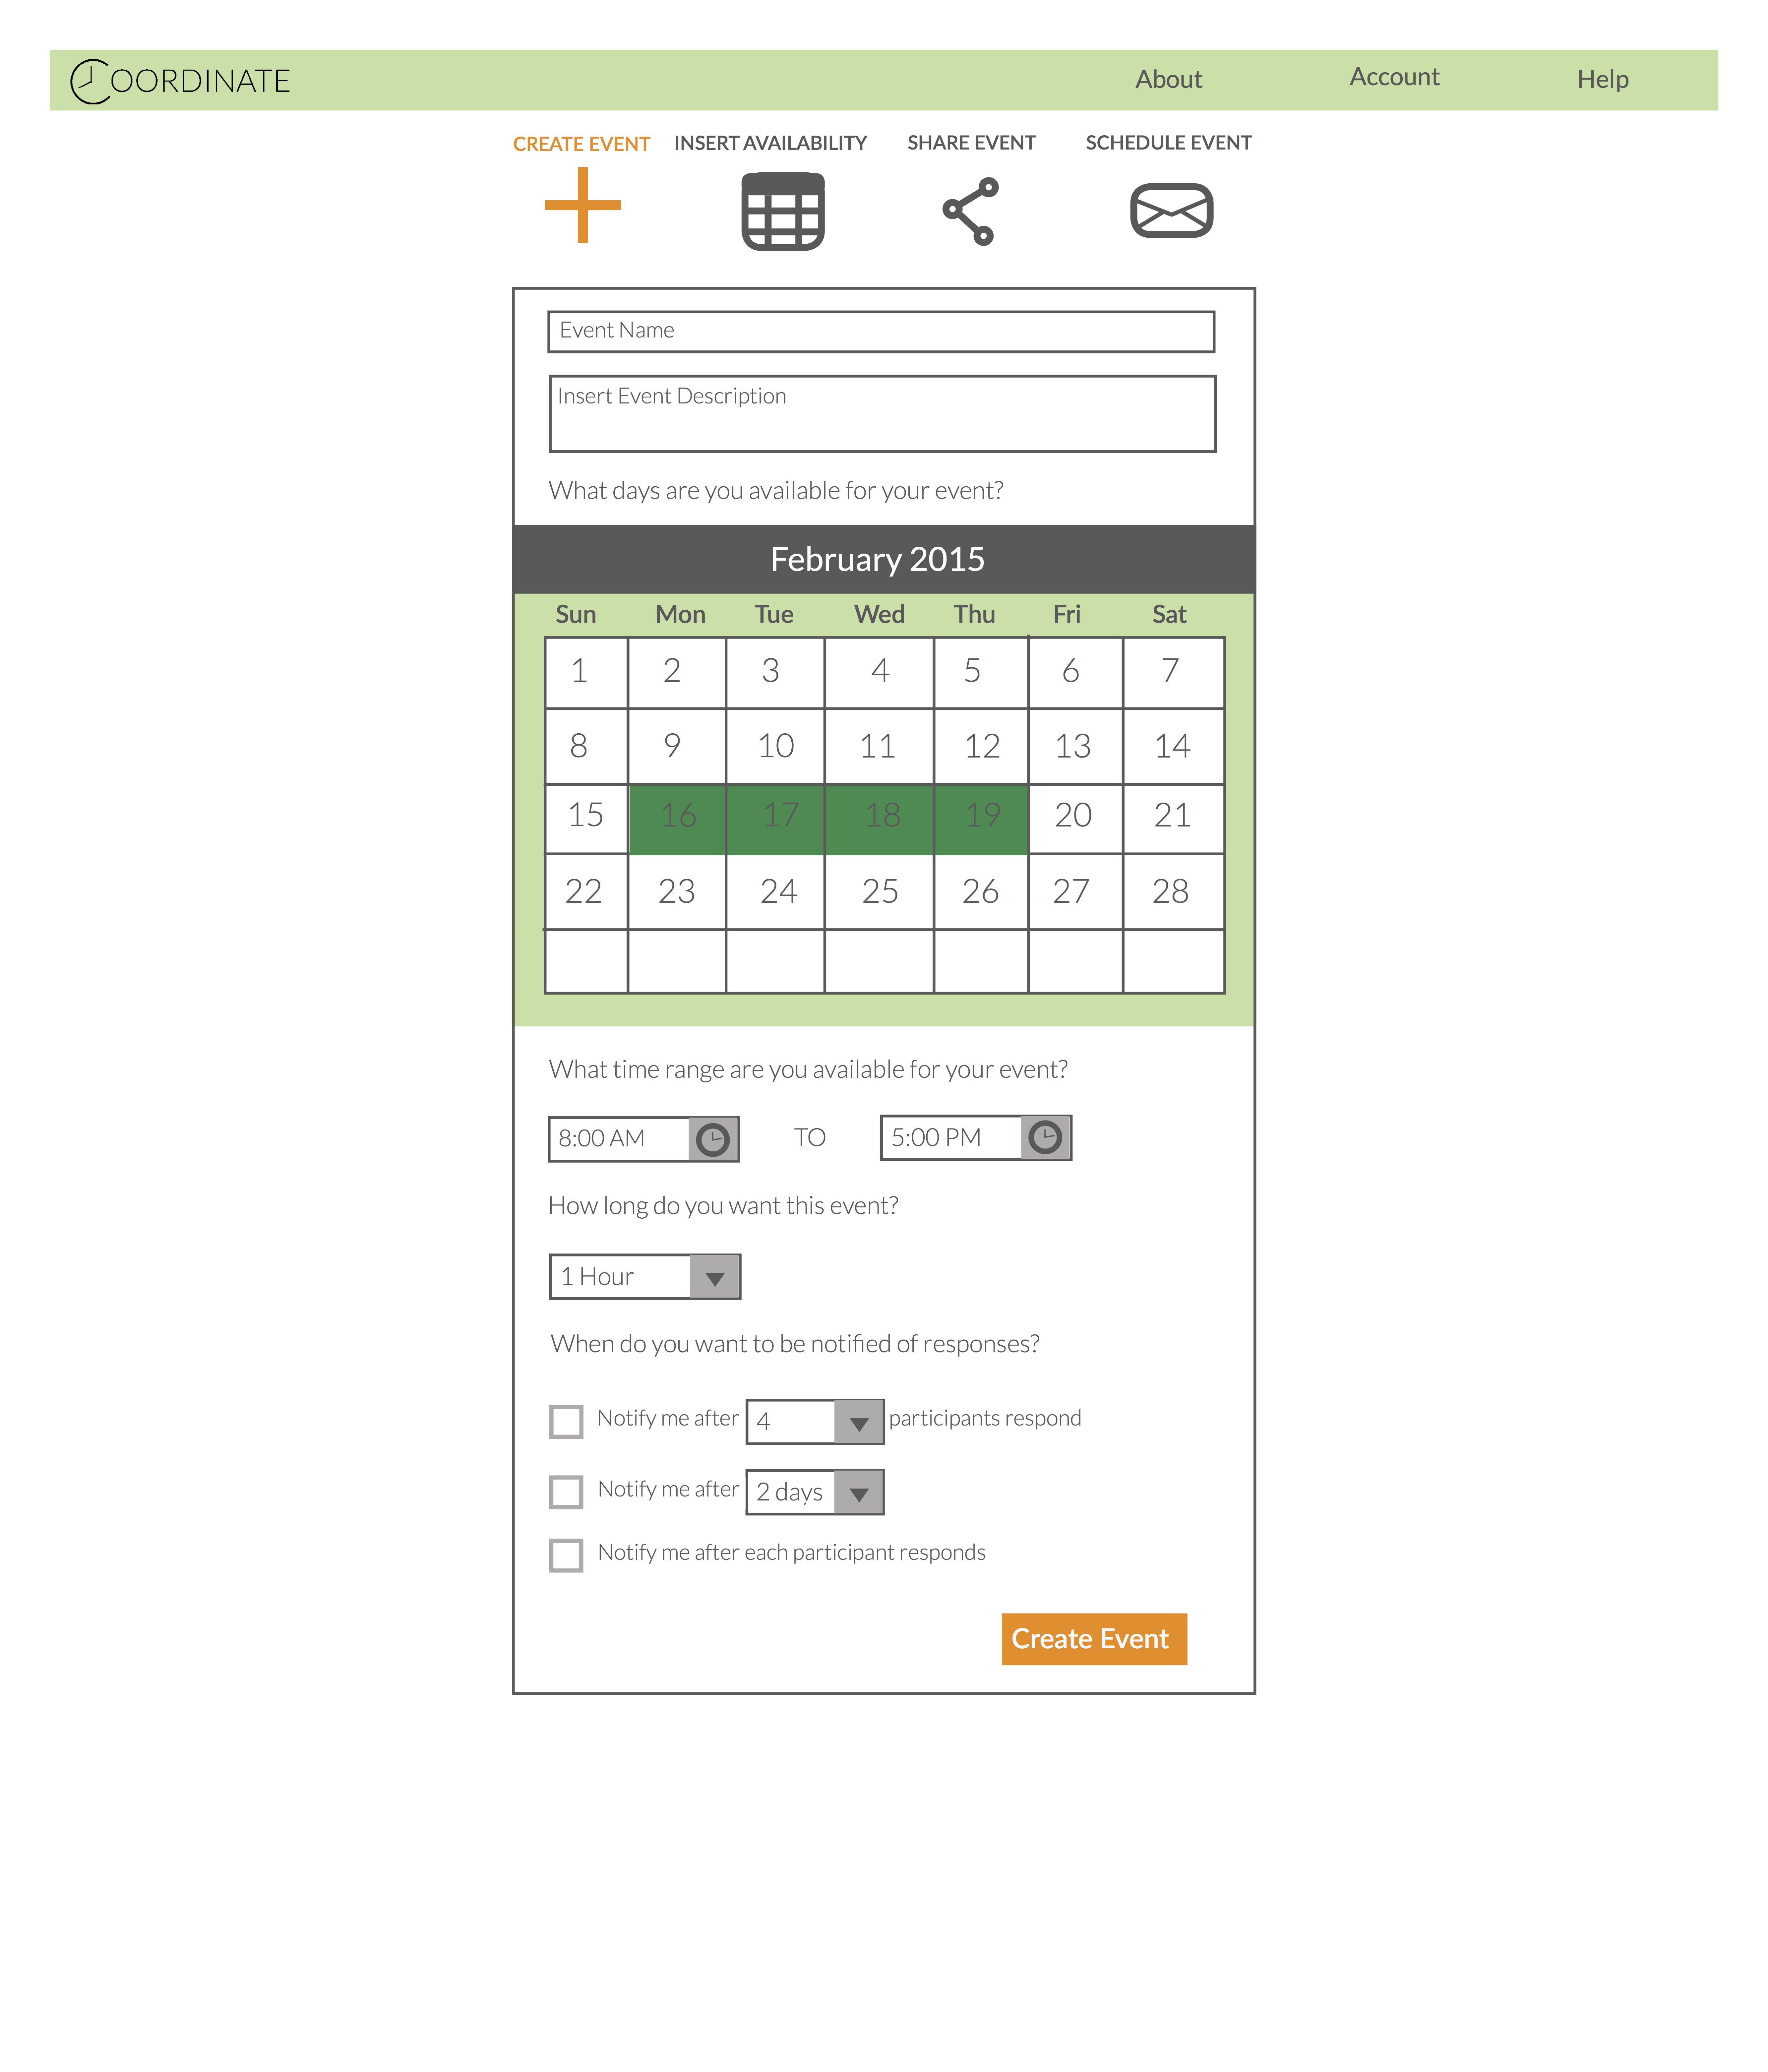 COORDINATE About Account Help
CREATE EVENT INSERT AVAILABILITY SHARE EVENT SCHEDULE EVENT
Event Name
Insert Event Description
What days are you available for your event?
February 2015
Sun Mon Tue Wed Thu Fri Sat
1 2 3 4 5 6 7
8 9 10 11 12 13 14
15 16 17 18 19 20 21
22 23 24 25 26 27 28
What time range are you available for your event?
8:00 AM TO 5:00 PM
How long do you want this event?
1 Hour
When do you want to be notified of responses?
Notify me after 4 participants respond
Notify me after 2 days
Notify me after each participant responds
Create Event